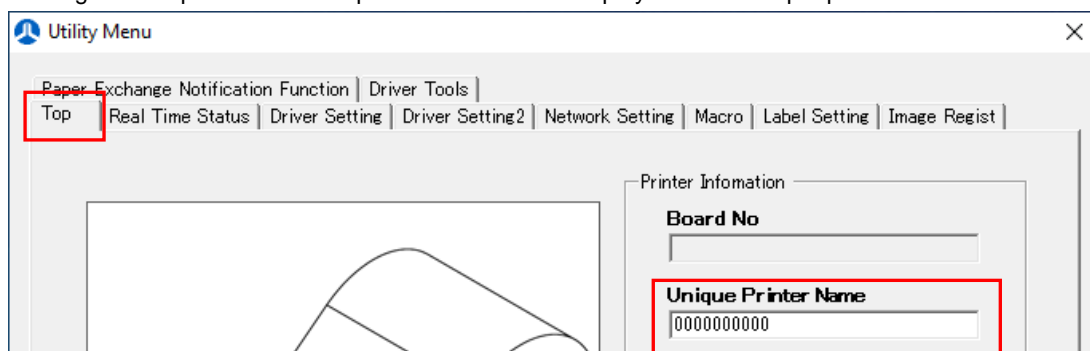 Utility Menu
Paper Exchange Notification Function
Driver Tools
Top
Real Time Status
Driver Setting
Driver Setting2
Network Setting
Macro
Label Setting
Image Regist
Printer Infomation
Board No
Unique Printer Name
0000000000